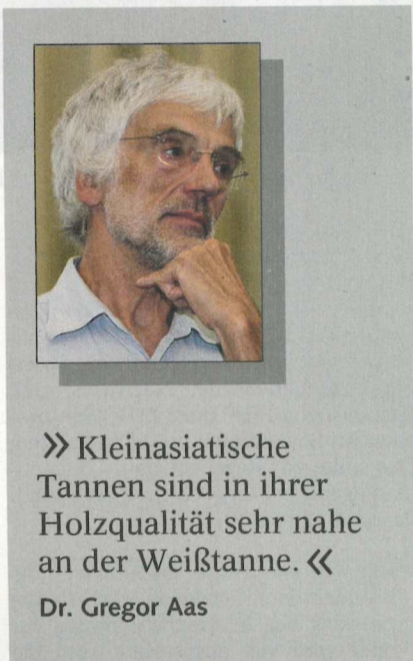 » Kleinasiatische
Tannen sind in ihrer
Holzqualität sehr nahe
an der Weißtanne. «
Dr. Gregor Aas